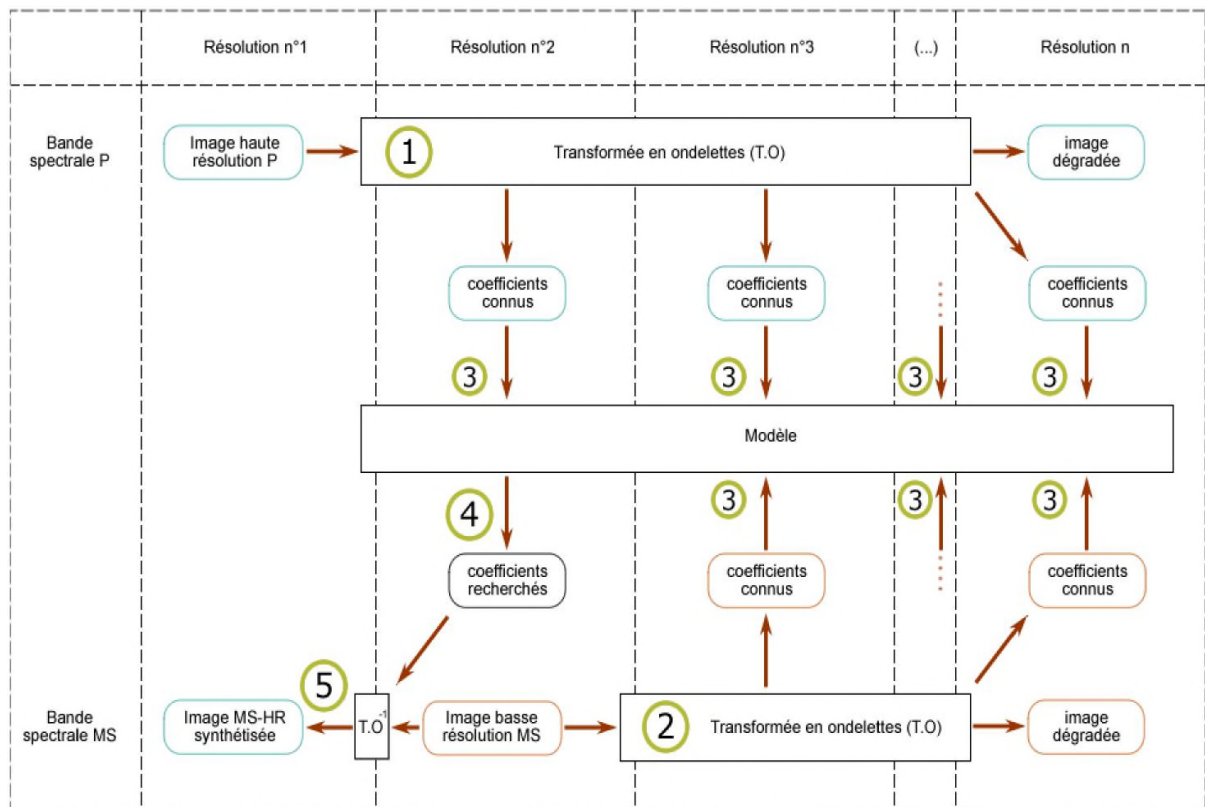 Résolution n°1
Résolution n°2
Résolution n°3
(...)
Résolution n
Bande
spectrale P
Image haute
résolution P
1
Transformée en ondelettes (T.O)
image
dégradée
coefficients
connus
coefficients
connus
coefficients
connus
3
3
3
3
Modèle
4
3
3
3
coefficients
recherchés
coefficients
connus
coefficients
connus
5
Bande
spectrale MS
Image MS-HR
synthétisée
T.O-1
Image basse
résolution MS
2
Transformée en ondelettes (T.O)
image
dégradée